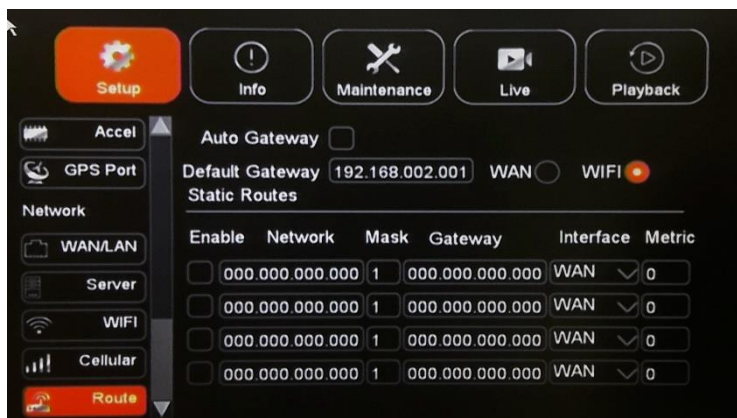 Setup Info Maintenance Live Playback
Accel
GPS Port
Network
WAN/LAN
Server
WIFI
Cellular
Route
Auto Gateway
Default Gateway 192.168.002.001 WAN WIFI
Static Routes
Enable Network Mask Gateway Interface Metric
000.000.000.000 1 000.000.000.000 WAN 0
000.000.000.000 1 000.000.000.000 WAN 0
000.000.000.000 1 000.000.000.000 WAN 0
000.000.000.000 1 000.000.000.000 WAN 0